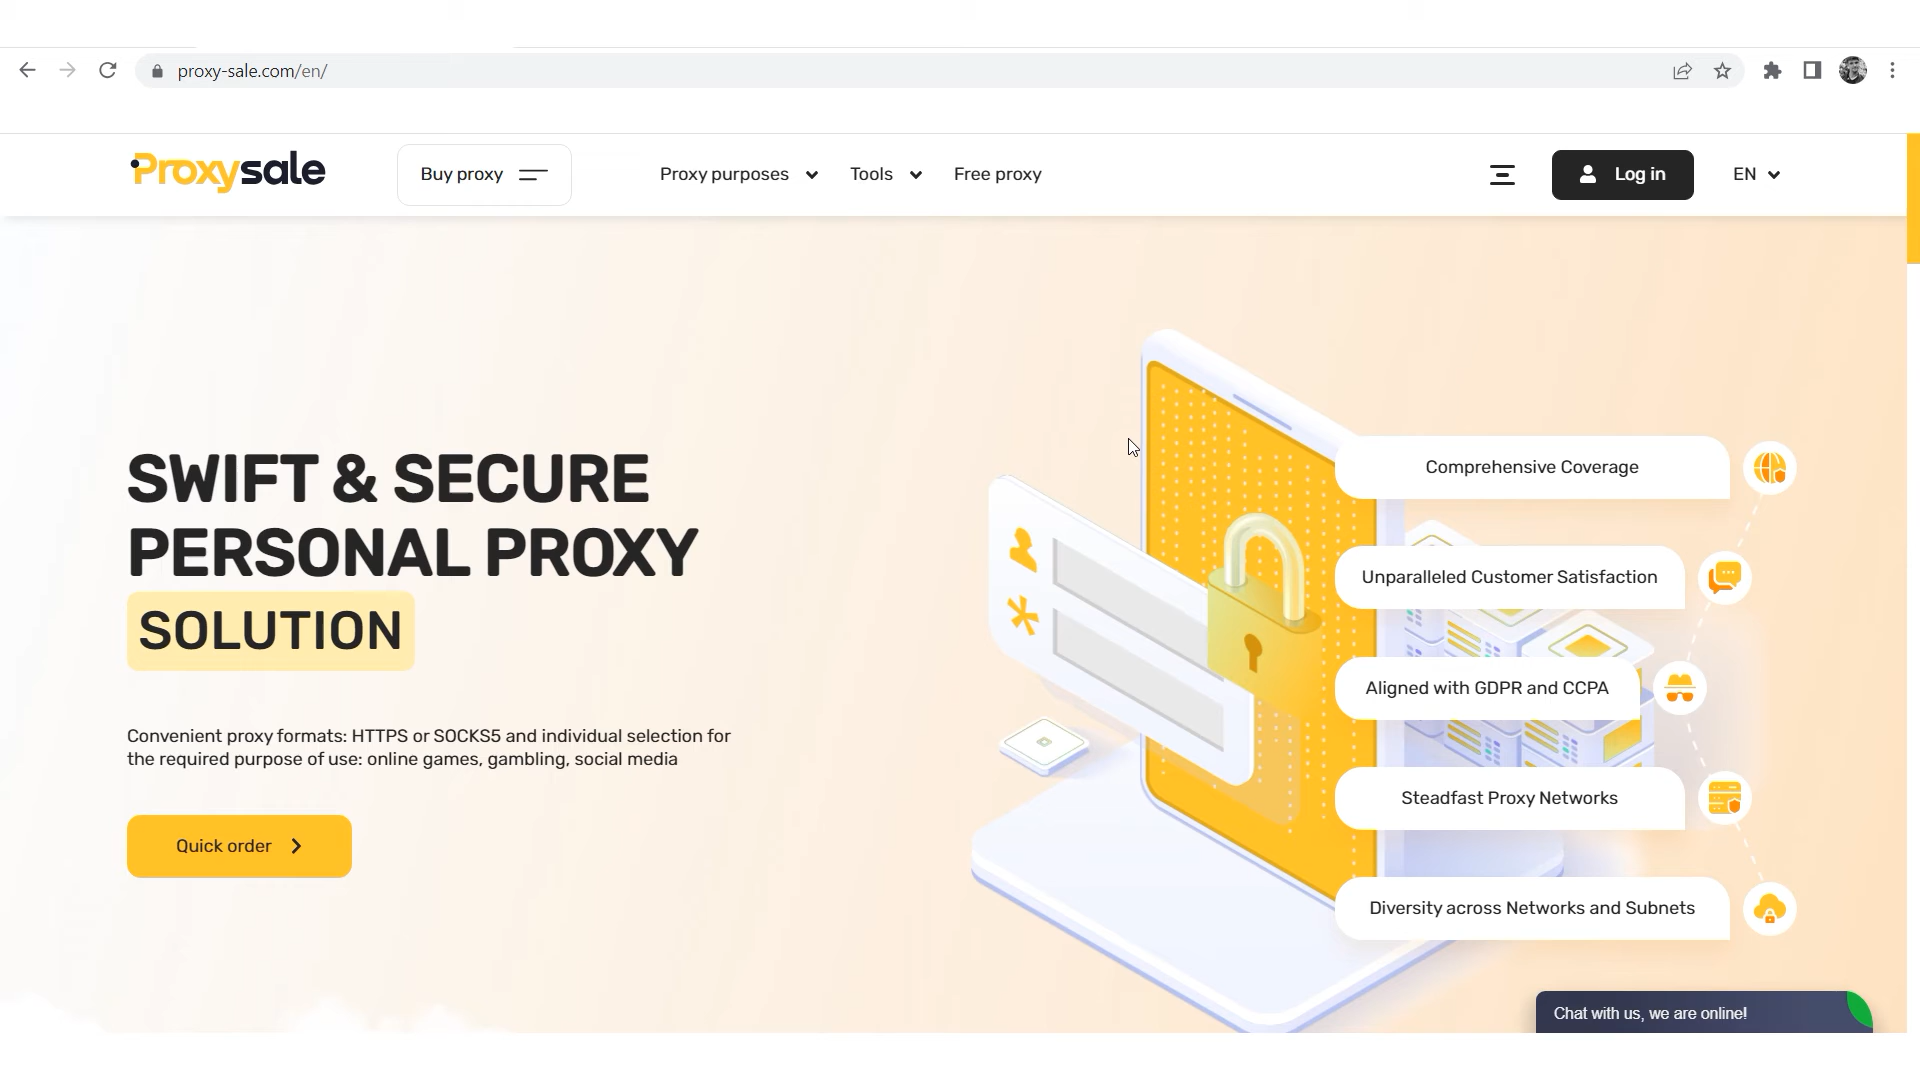 proxy-sale.com/en/
Proxysale
Buy proxy
Proxy purposes
Tools
Free proxy
Log in
EN
SWIFT & SECURE
PERSONAL PROXY
SOLUTION
Convenient proxy formats: HTTPS or SOCKS5 and individual selection for
the required purpose of use: online games, gambling, social media
Quick order
Comprehensive Coverage
Unparalleled Customer Satisfaction
Aligned with GDPR and CCPA
Steadfast Proxy Networks
Diversity across Networks and Subnets
Chat with us, we are online!